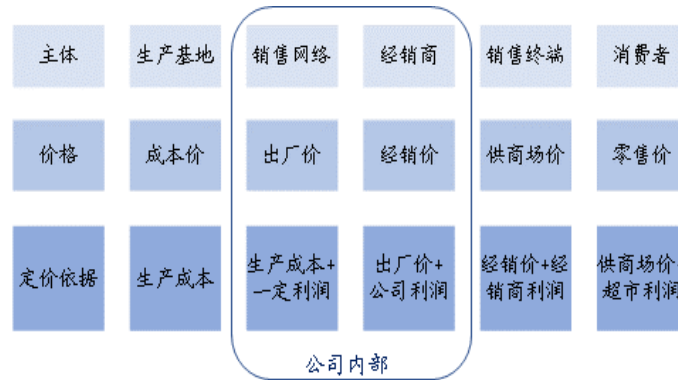 主体 生产基地 销售网络 经销商 销售终端 消费者
价格 成本价 出厂价 经销价 供商场价 零售价
定价依据 生产成本 生产成本+ 一定利润 出厂价+ 公司利润 经销价+经 销商利润 供商场价+ 超市利润
公司内部